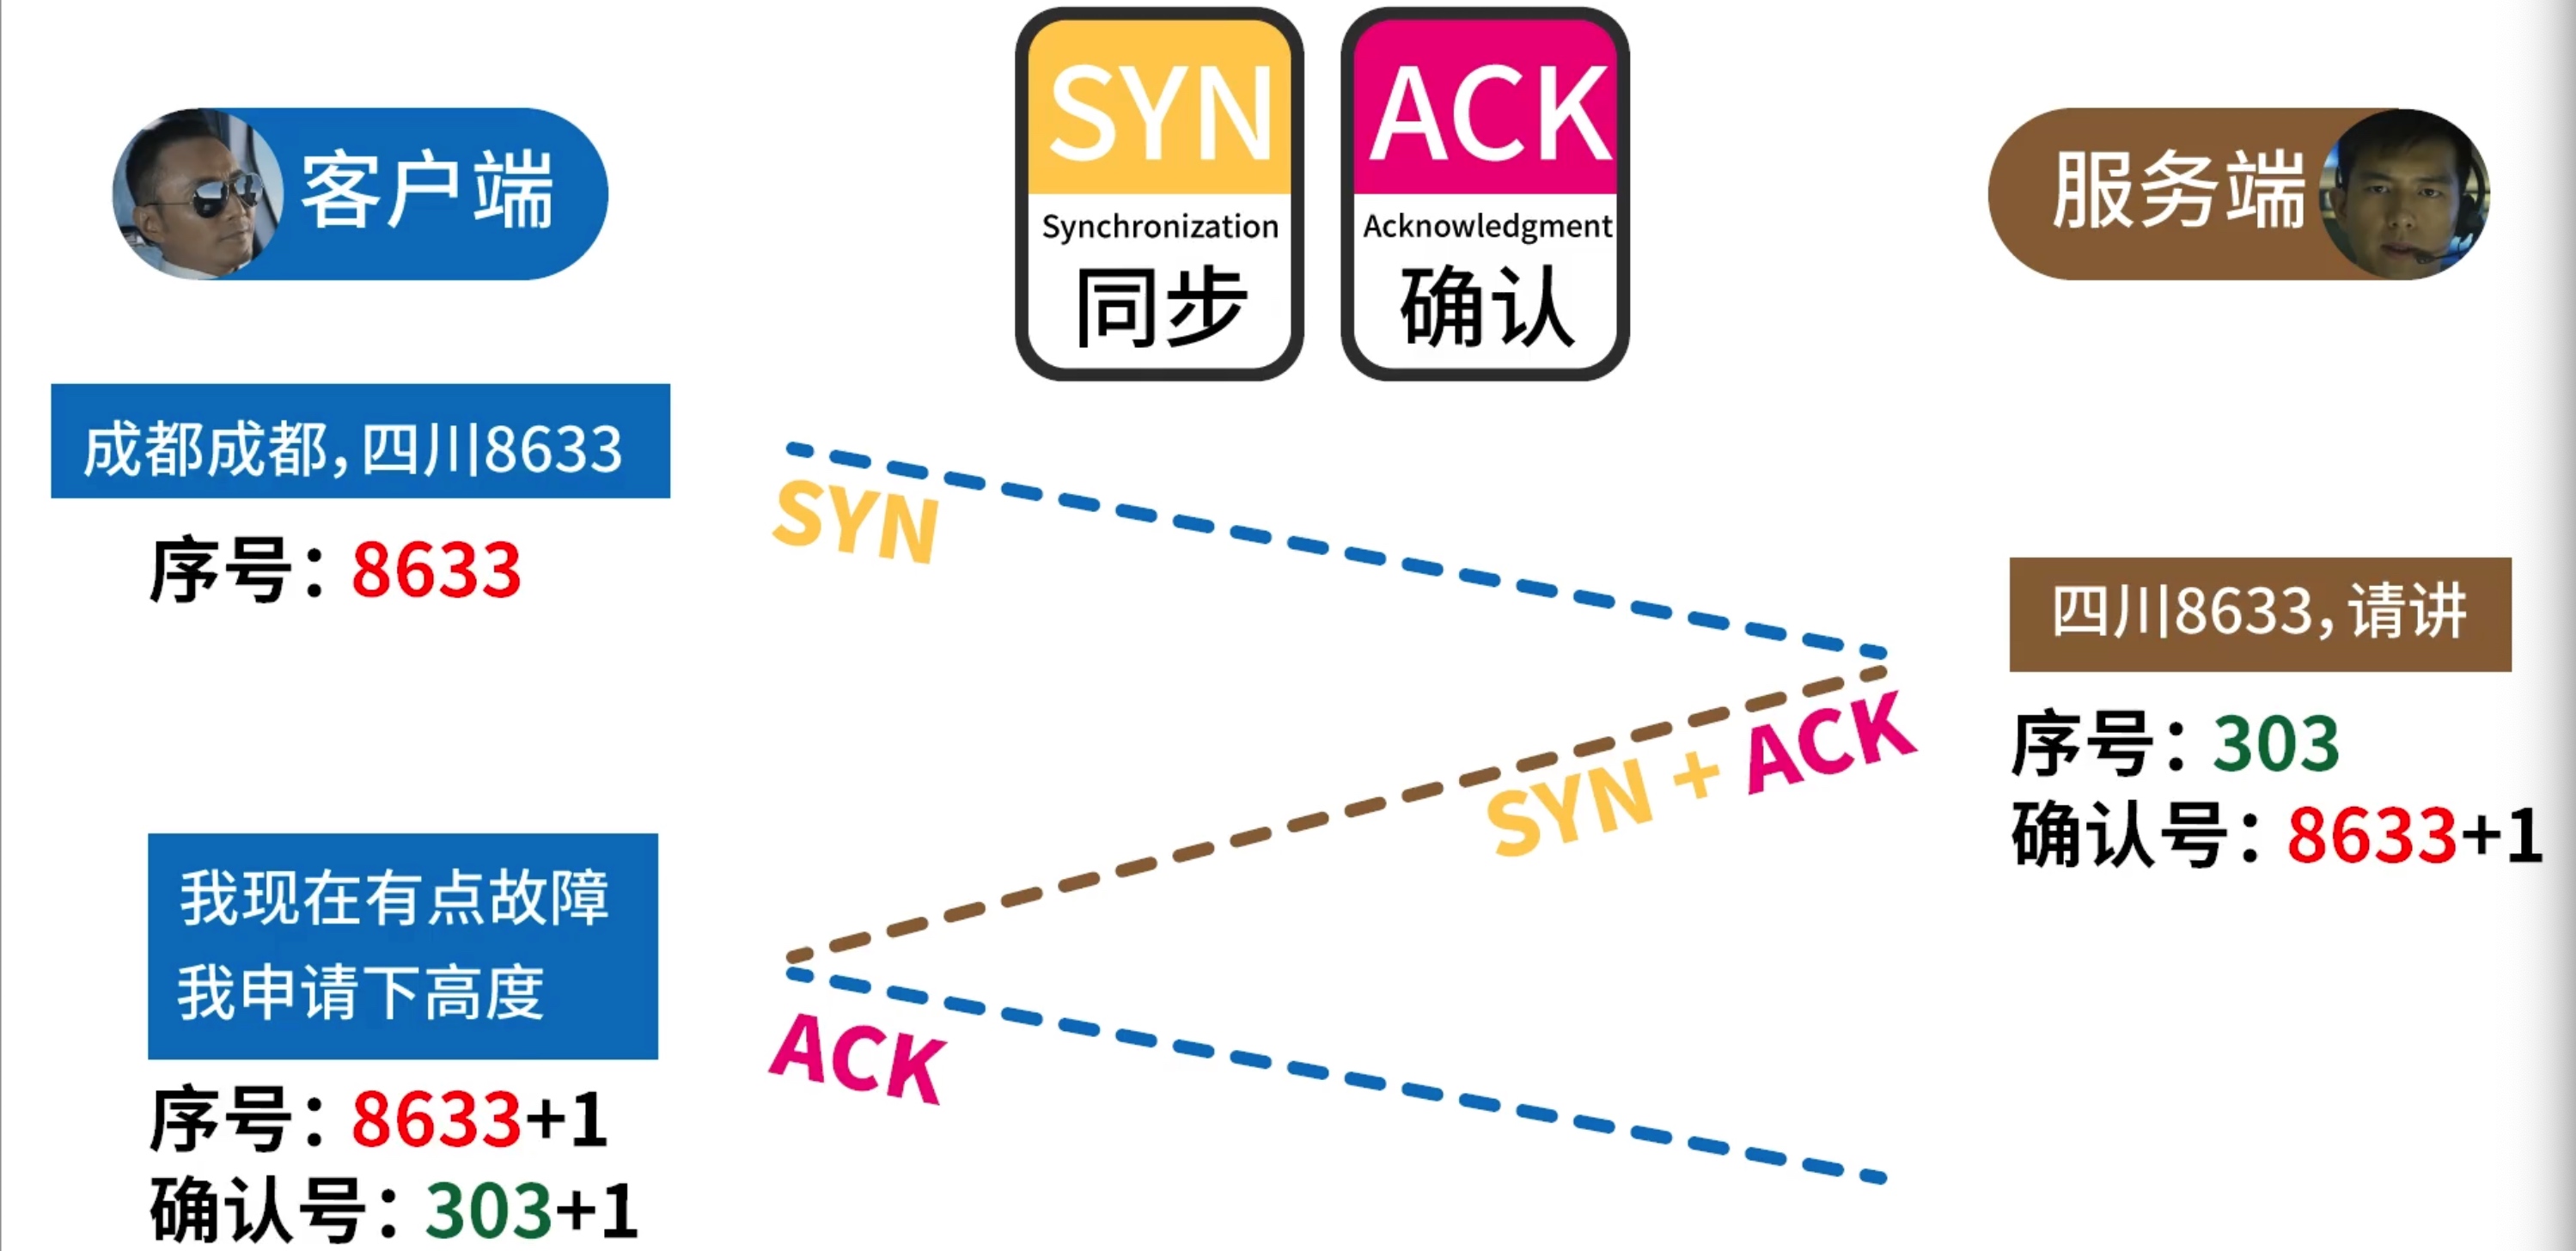 SYN
Synchronization
同步
ACK
Acknowledgment
确认
客户端
服务端
成都成都，四川8633
序号：8633
SYN
四川8633，请讲
序号：303
确认号：8633+1
SYN + ACK
我现在有点故障
我申请下高度
序号：8633+1
确认号：303+1
ACK